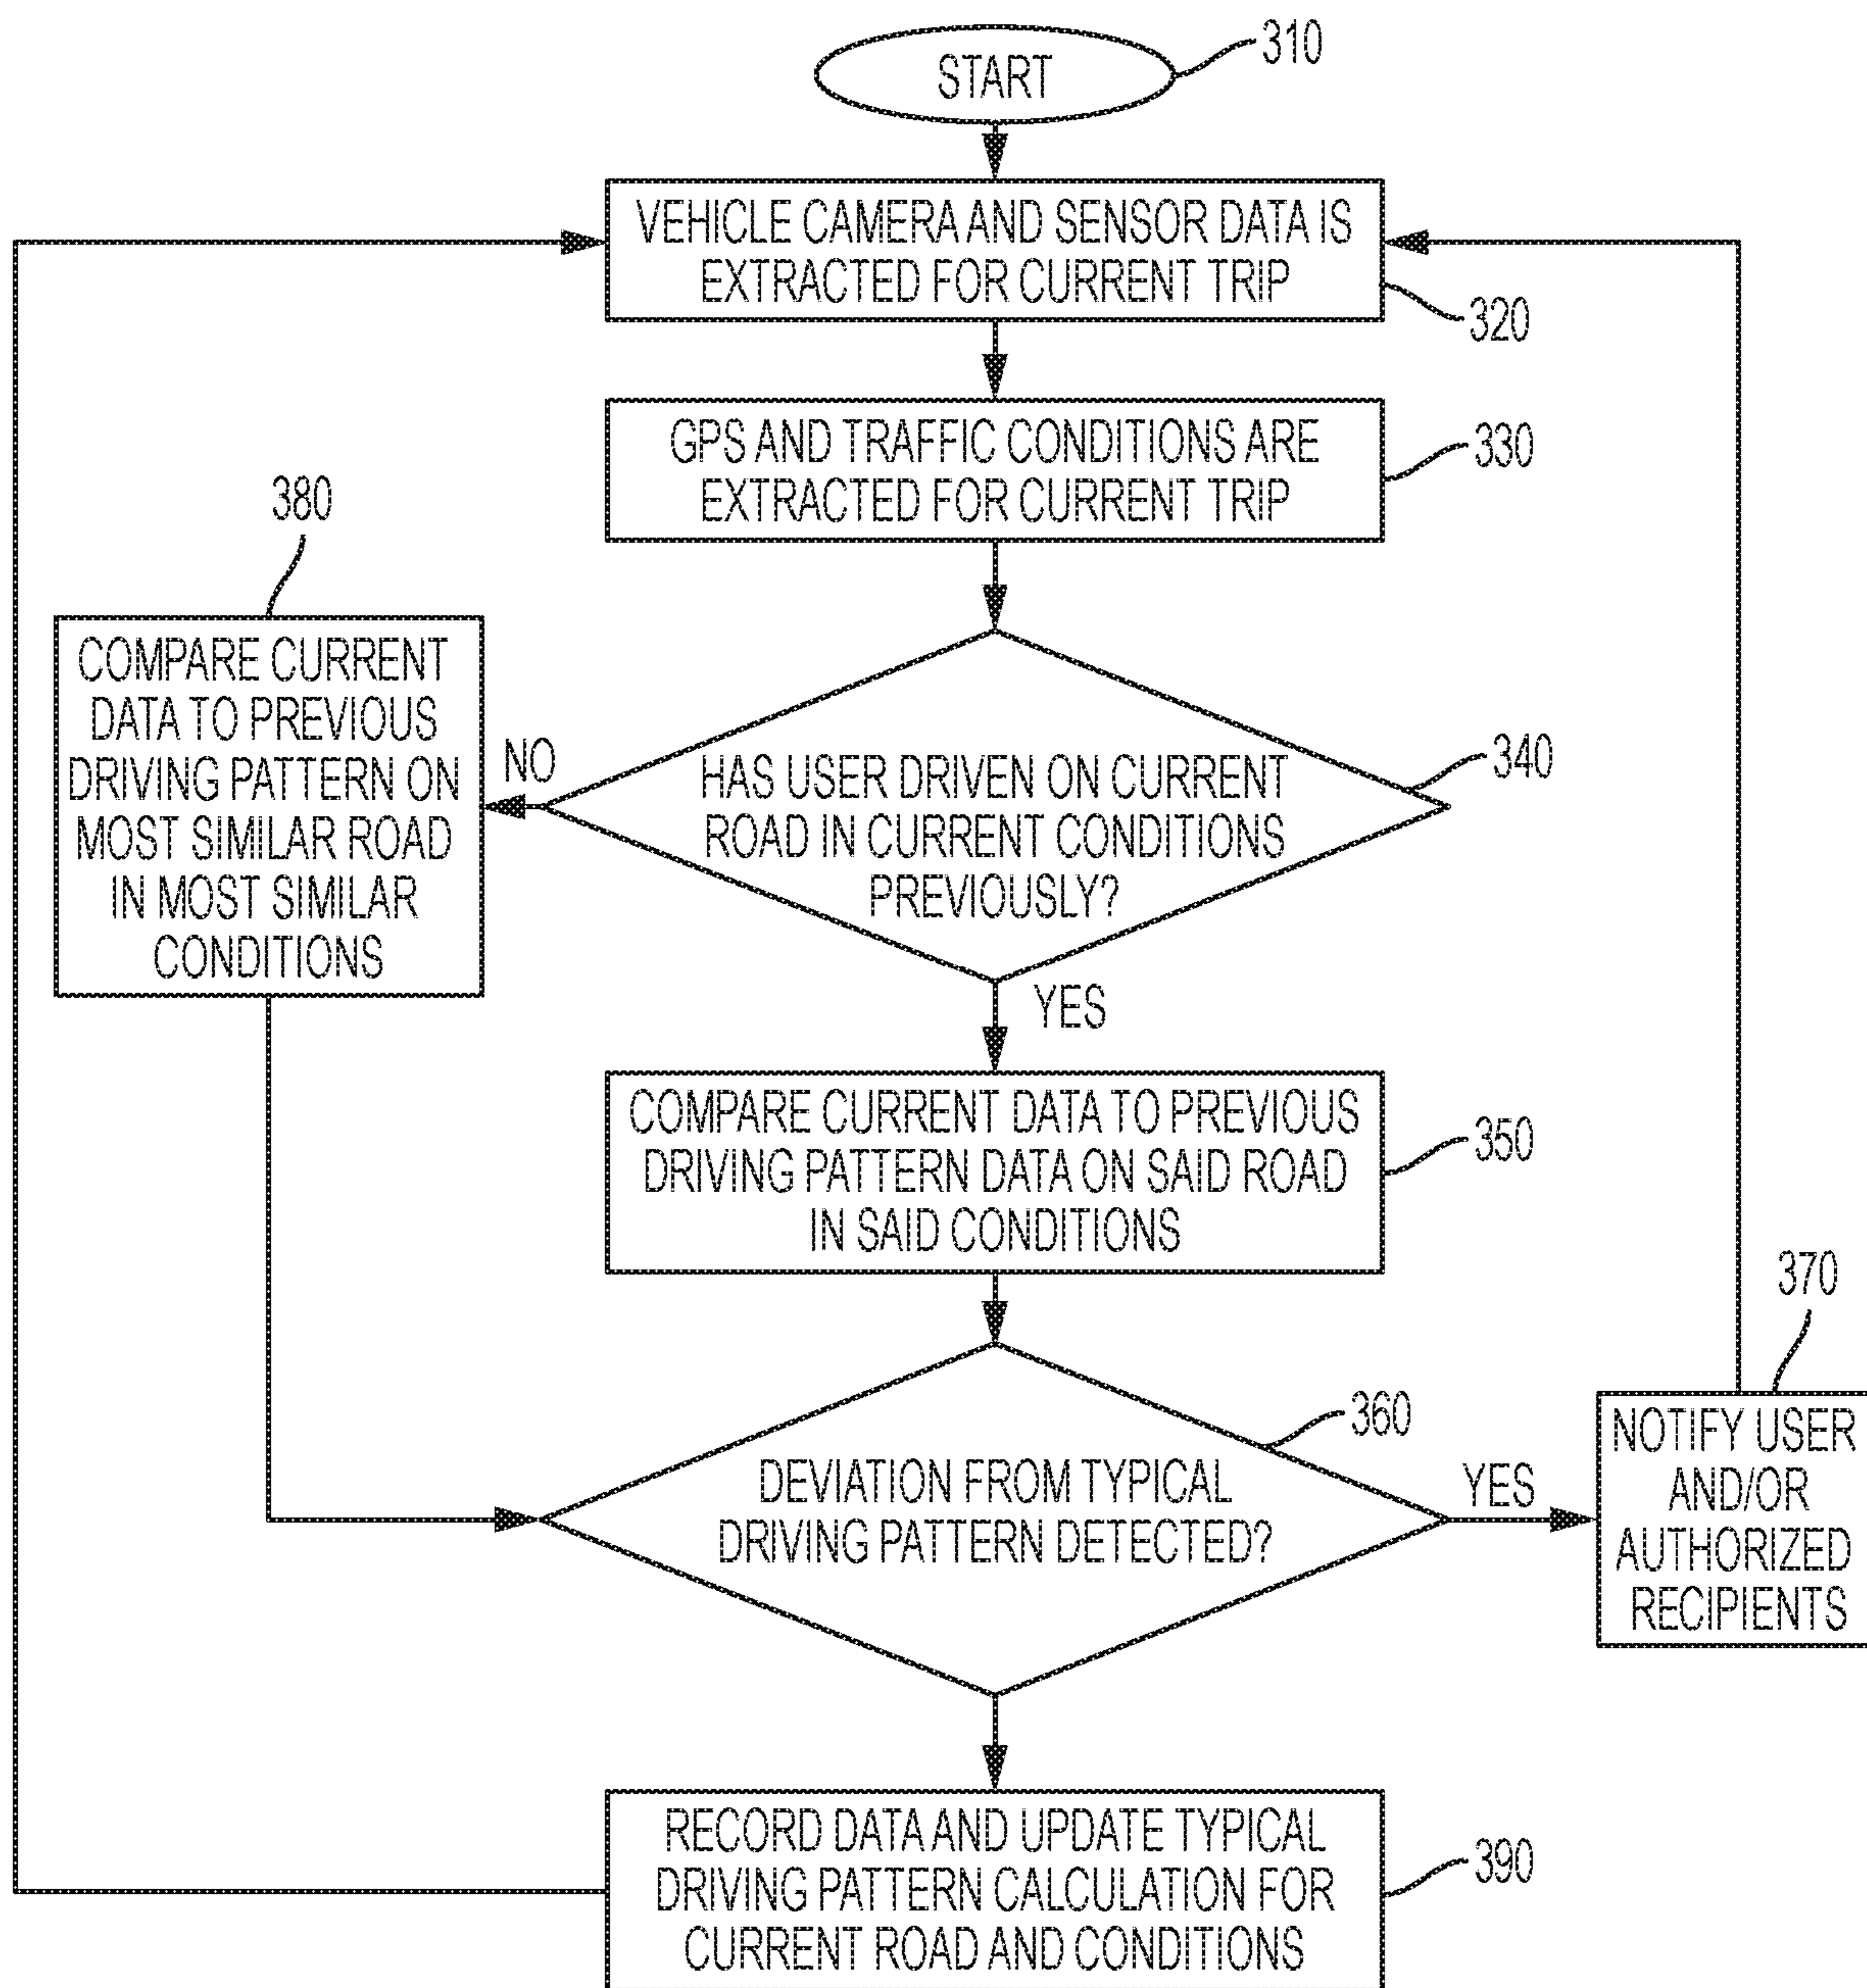 START
310
VEHICLE CAMERA AND SENSOR DATA IS
EXTRACTED FOR CURRENT TRIP
320
GPS AND TRAFFIC CONDITIONS ARE
EXTRACTED FOR CURRENT TRIP
330
380
COMPARE CURRENT
DATA TO PREVIOUS
DRIVING PATTERN ON
MOST SIMILAR ROAD
IN MOST SIMILAR
CONDITIONS
NO
HAS USER DRIVEN ON CURRENT
ROAD IN CURRENT CONDITIONS
PREVIOUSLY?
340
YES
COMPARE CURRENT DATA TO PREVIOUS
DRIVING PATTERN DATA ON SAID ROAD
IN SAID CONDITIONS
350
DEVIATION FROM TYPICAL
DRIVING PATTERN DETECTED?
360
YES
370
NOTIFY USER
AND/OR
AUTHORIZED
RECIPIENTS
RECORD DATA AND UPDATE TYPICAL
DRIVING PATTERN CALCULATION FOR
CURRENT ROAD AND CONDITIONS
390